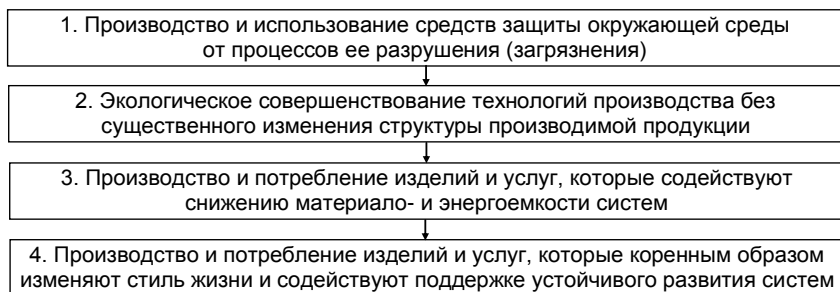 1. Производство и использование средств защиты окружающей среды
от процессов ее разрушения (загрязнения)
2. Экологическое совершенствование технологий производства без
существенного изменения структуры производимой продукции
3. Производство и потребление изделий и услуг, которые содействуют
снижению материало- и энергоемкости систем
4. Производство и потребление изделий и услуг, которые коренным образом
изменяют стиль жизни и содействуют поддержке устойчивого развития систем